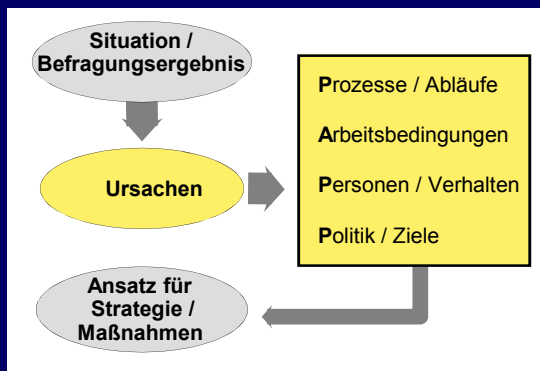 Situation /
Befragungsergebnis
Ursachen
Prozesse / Abläufe
Arbeitsbedingungen
Personen / Verhalten
Politik / Ziele
Ansatz für
Strategie /
Maßnahmen